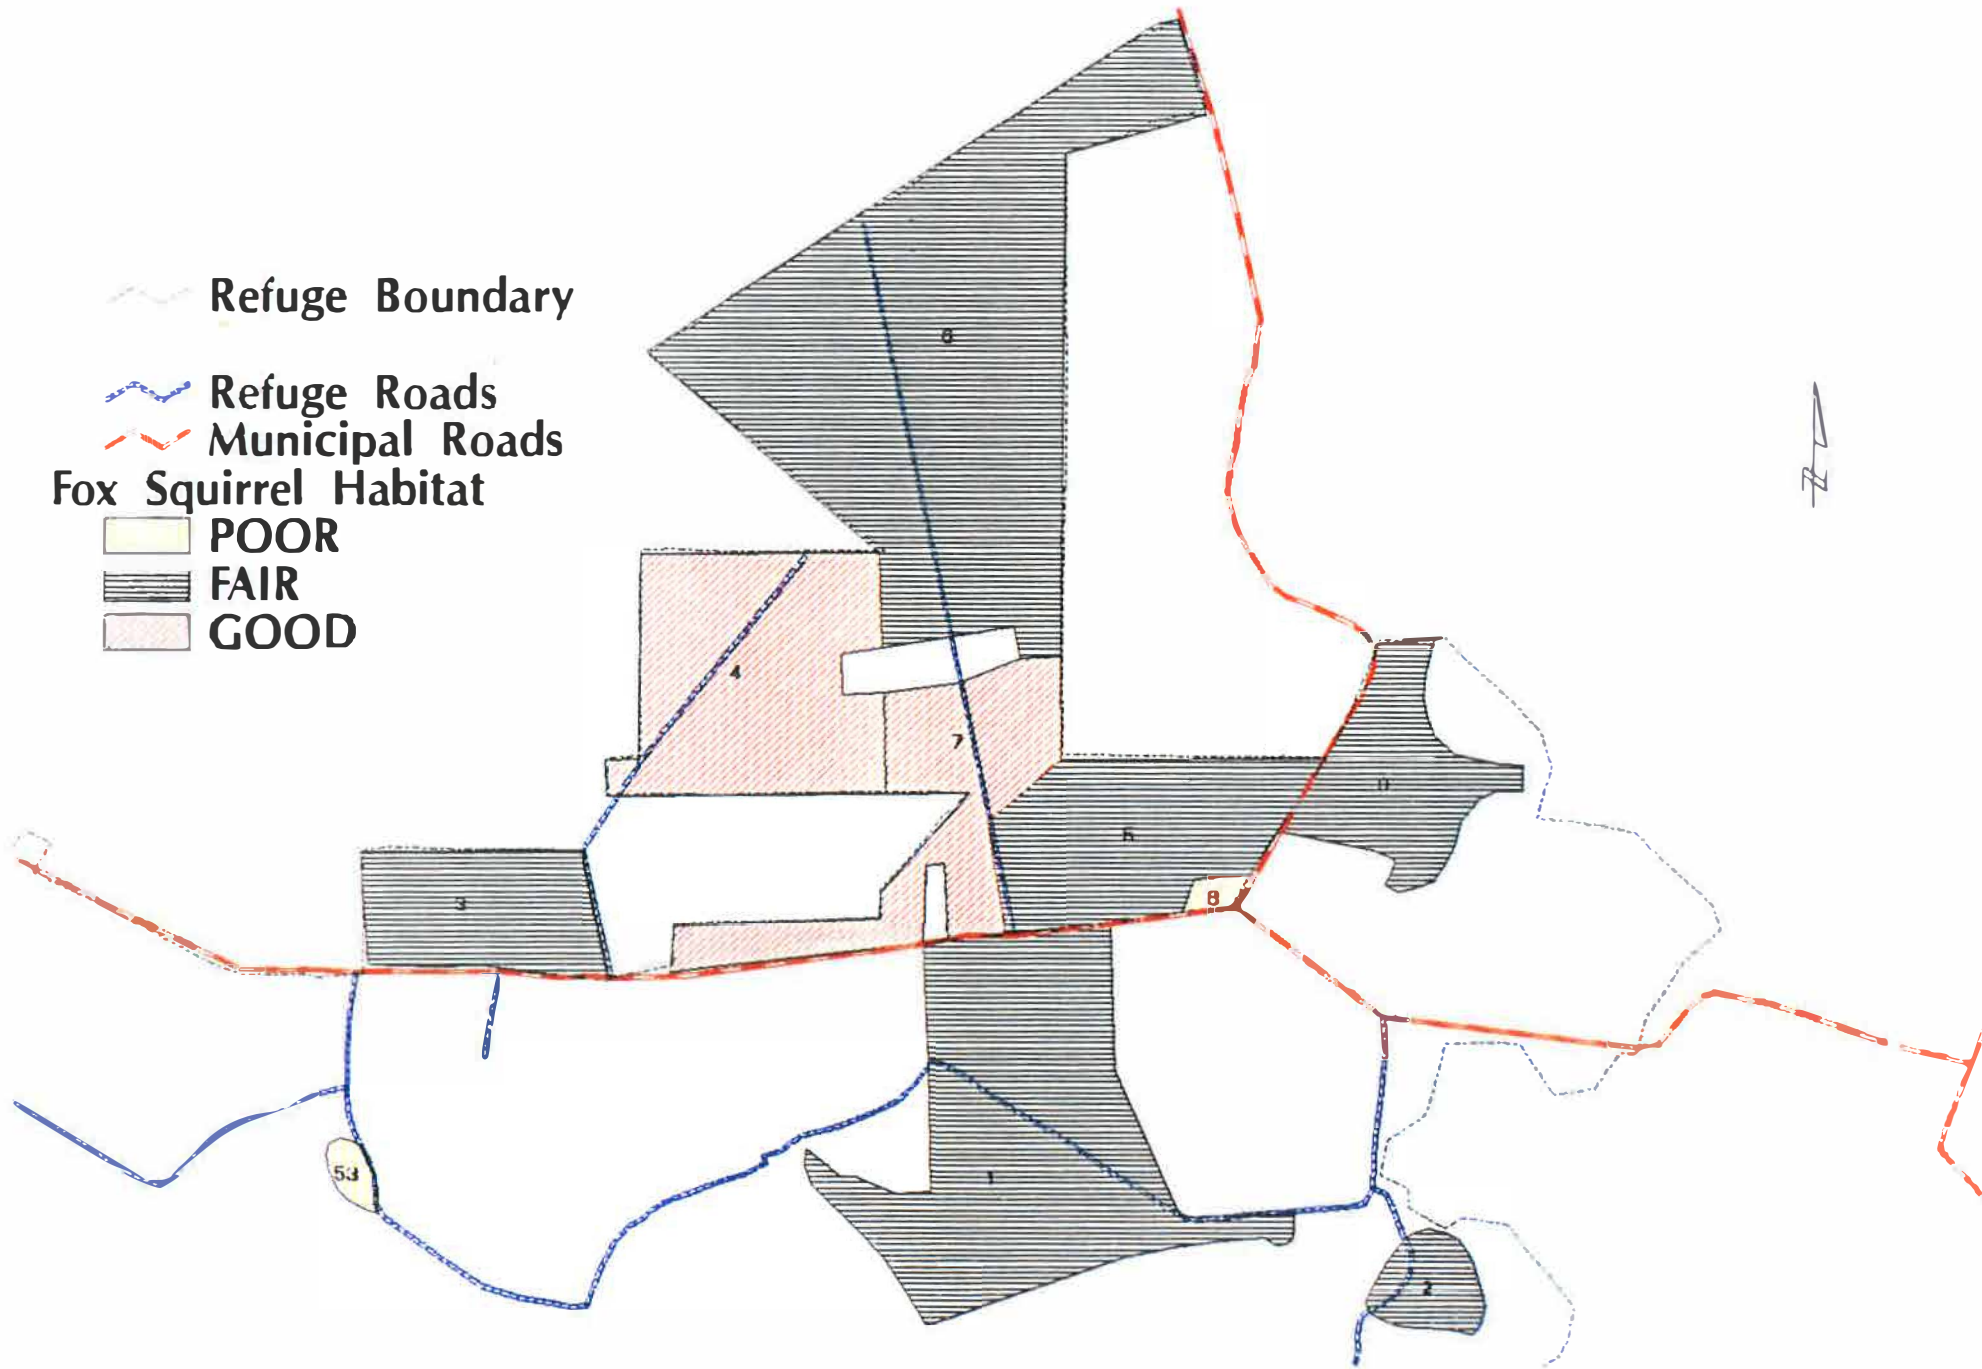 Refuge Boundary
Refuge Roads
Municipal Roads
Fox Squirrel Habitat
POOR
FAIR
GOOD
6
4
7
3
8
53
1
2